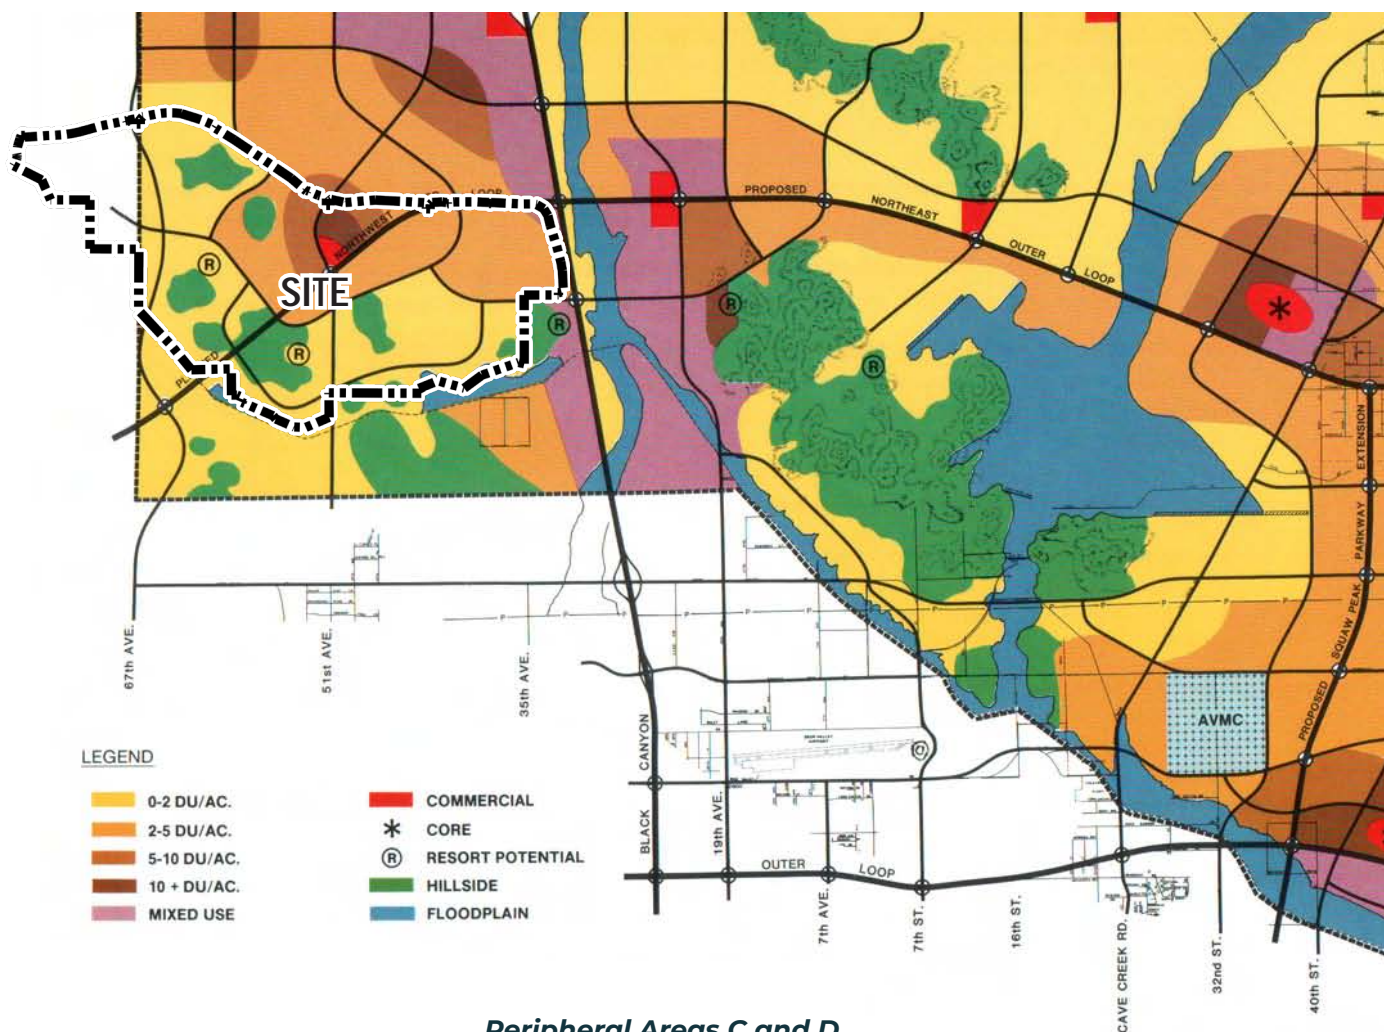 PROPOSED
NORTHEAST
OUTER
LOOP
LOOP
NORTHWEST
R
SITE
R
R
R
R
EXTENSION
PARKWAY
SQUAW PEAK
PROPOSED
P
P
P
P
P
P
P
AVMC
67th AVE.
51st AVE.
35th AVE.
BLACK CANYON
19th AVE.
OUTER LOOP
7th AVE.
7th ST.
16th ST.
CAVE CREEK RD.
32nd ST.
40th ST.
LEGEND
0-2 DU/AC.
2-5 DU/AC.
5-10 DU/AC.
10 + DU/AC.
MIXED USE
COMMERCIAL
CORE
R RESORT POTENTIAL
HILLSIDE
FLOODPLAIN
Peripheral Areas C and D